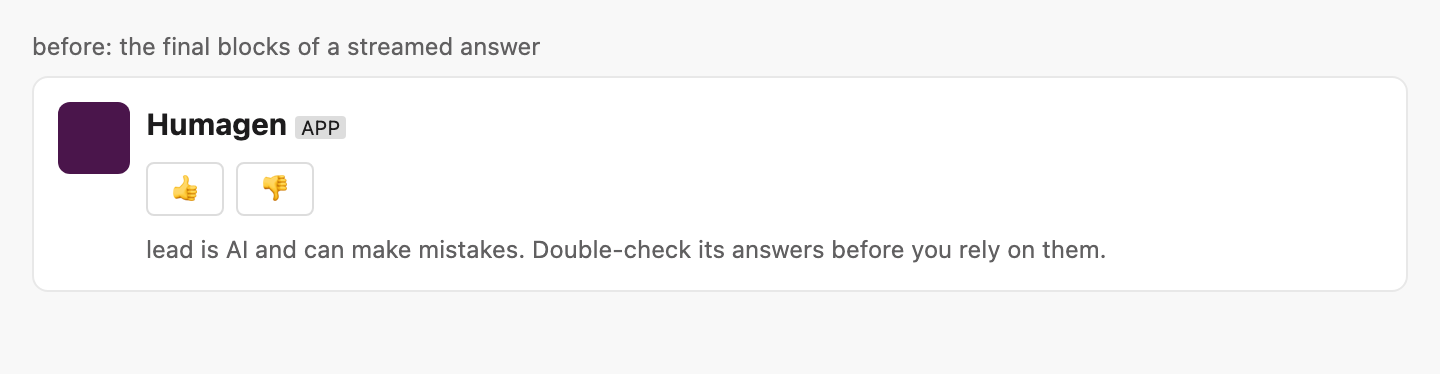 before: the final blocks of a streamed answer
Humagen APP
lead is AI and can make mistakes. Double-check its answers before you rely on them.